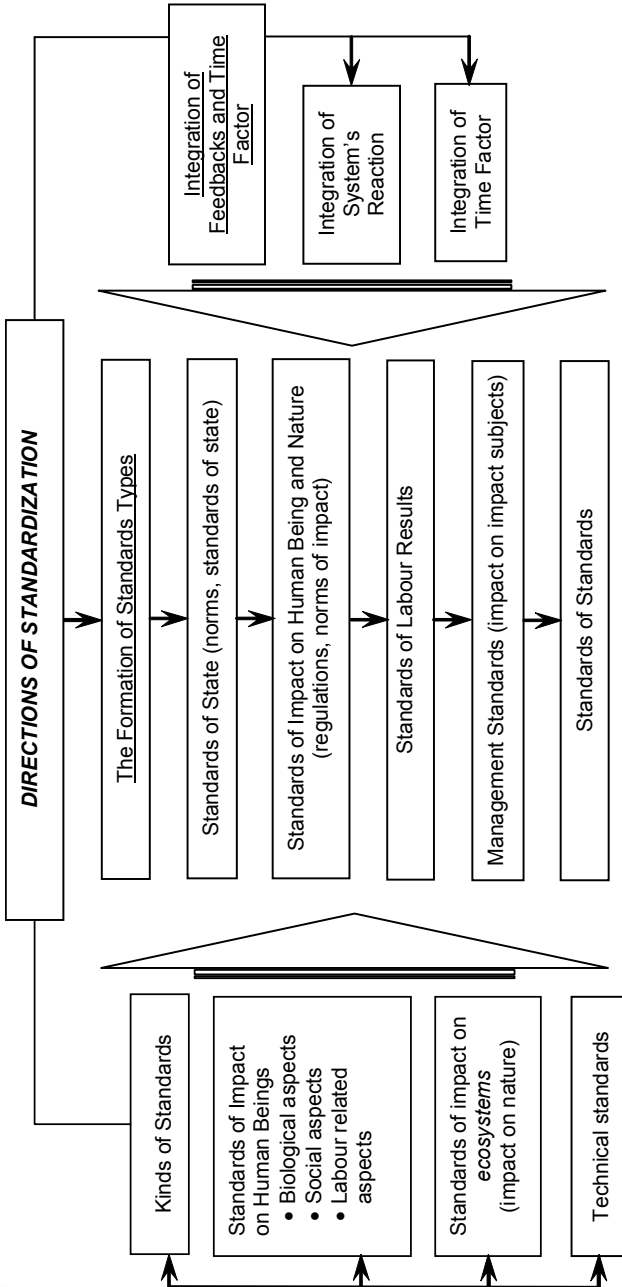 DIRECTIONS OF STANDARDIZATION
Kinds of Standards
Standards of Impact
on Human Beings
• Biological aspects
• Social aspects
• Labour related
aspects
Standards of impact on
ecosystems
(impact on nature)
Technical standards
The Formation of Standards Types
Standards of State (norms, standards of state)
Standards of Impact on Human Being and Nature
(regulations, norms of impact)
Standards of Labour Results
Management Standards (impact on impact subjects)
Standards of Standards
Integration of
Feedbacks and Time
Factor
Integration of
System's
Reaction
Integration of
Time Factor